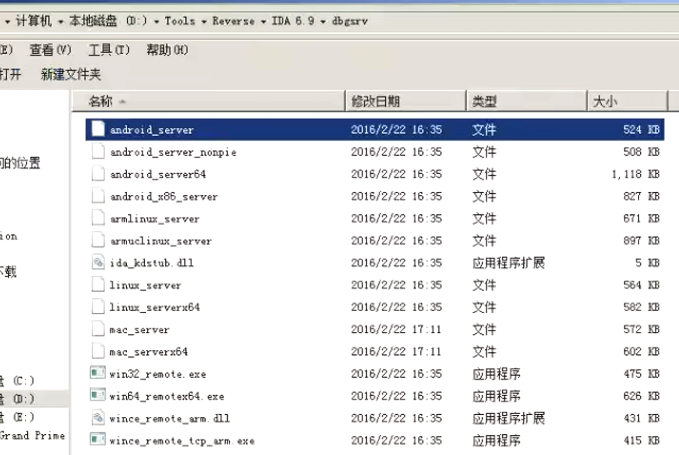 计算机 本地磁盘 (D:) Tools Reverse IDA 6.9 dbgsrv
(E) 查看(V) 工具(T) 帮助(H)
打开 新建文件夹
名称 修改日期 类型 大小
android_server 2016/2/22 16:35 文件 524 KB
android_server_nonpie 2016/2/22 16:35 文件 508 KB
的位置
android_server64 2016/2/22 16:35 文件 1,118 KB
android_x86_server 2016/2/22 16:35 文件 827 KB
armlinux_server 2016/2/22 16:35 文件 671 KB
ion
armuclinux_server 2016/2/22 16:35 文件 897 KB
ida_kdstub.dll 2016/2/22 16:35 应用程序扩展 5 KB
下载
linux_server 2016/2/22 16:35 文件 564 KB
linux_serverx64 2016/2/22 16:35 文件 582 KB
mac_server 2016/2/22 17:11 文件 572 KB
mac_serverx64 2016/2/22 17:11 文件 602 KB
win32_remote.exe 2016/2/22 16:35 应用程序 475 KB
盘 (C:)
win64_remotex64.exe 2016/2/22 16:35 应用程序 626 KB
盘 (D:)
wince_remote_arm.dll 2016/2/22 16:35 应用程序扩展 431 KB
盘 (E:)
wince_remote_tcp_arm.exe 2016/2/22 16:35 应用程序 415 KB
Grand Prime